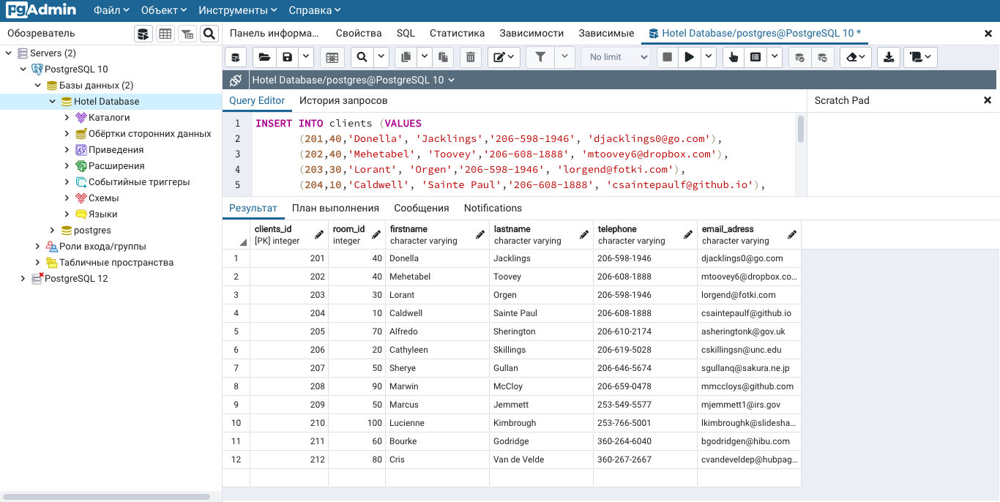 pgAdmin Файл Объект Инструменты Справка
Обозреватель
Панель информа... Свойства SQL Статистика Зависимости Зависимые Hotel Database/postgres@PostgreSQL 10 *
No limit
Servers (2)
PostgreSQL 10
Базы данных (2)
Hotel Database
Каталоги
Обёртки сторонних данных
Приведения
Расширения
Событийные триггеры
Схемы
Языки
postgres
Роли входа/группы
Табличные пространства
PostgreSQL 12
Hotel Database/postgres@PostgreSQL 10
Query Editor История запросов
Scratch Pad
1 INSERT INTO clients (VALUES
2 (201,40,'Donella', 'Jacklings','206-598-1946', 'djacklings0@go.com'),
3 (202,40,'Mehetabel', 'Toovey','206-608-1888', 'mtoovey6@dropbox.com'),
4 (203,30,'Lorant', 'Orgen','206-598-1946', 'lorgend@fotki.com'),
5 (204,10,'Caldwell', 'Sainte Paul','206-608-1888', 'csaintepaulf@github.io'),
Результат План выполнения Сообщения Notifications
clients_id room_id firstname lastname telephone email_adress
[PK] integer integer character varying character varying character varying character varying
1 201 40 Donella Jacklings 206-598-1946 djacklings0@go.com
2 202 40 Mehetabel Toovey 206-608-1888 mtoovey6@dropbox.co...
3 203 30 Lorant Orgen 206-598-1946 lorgend@fotki.com
4 204 10 Caldwell Sainte Paul 206-608-1888 csaintepaulf@github.io
5 205 70 Alfredo Sherington 206-610-2174 asheringtonk@gov.uk
6 206 20 Cathyleen Skillings 206-619-5028 cskillingsn@unc.edu
7 207 50 Sherye Gullan 206-646-5674 sgullanq@sakura.ne.jp
8 208 90 Marwin McCloy 206-659-0478 mmccloys@github.com
9 209 50 Marcus Jemmett 253-549-5577 mjemmett1@irs.gov
10 210 100 Lucienne Kimbrough 253-766-5001 lkimbroughk@slidesha...
11 211 60 Bourke Godridge 360-264-6040 bgodridgen@hibu.com
12 212 80 Cris Van de Velde 360-267-2667 cvandeveldep@hubpag...